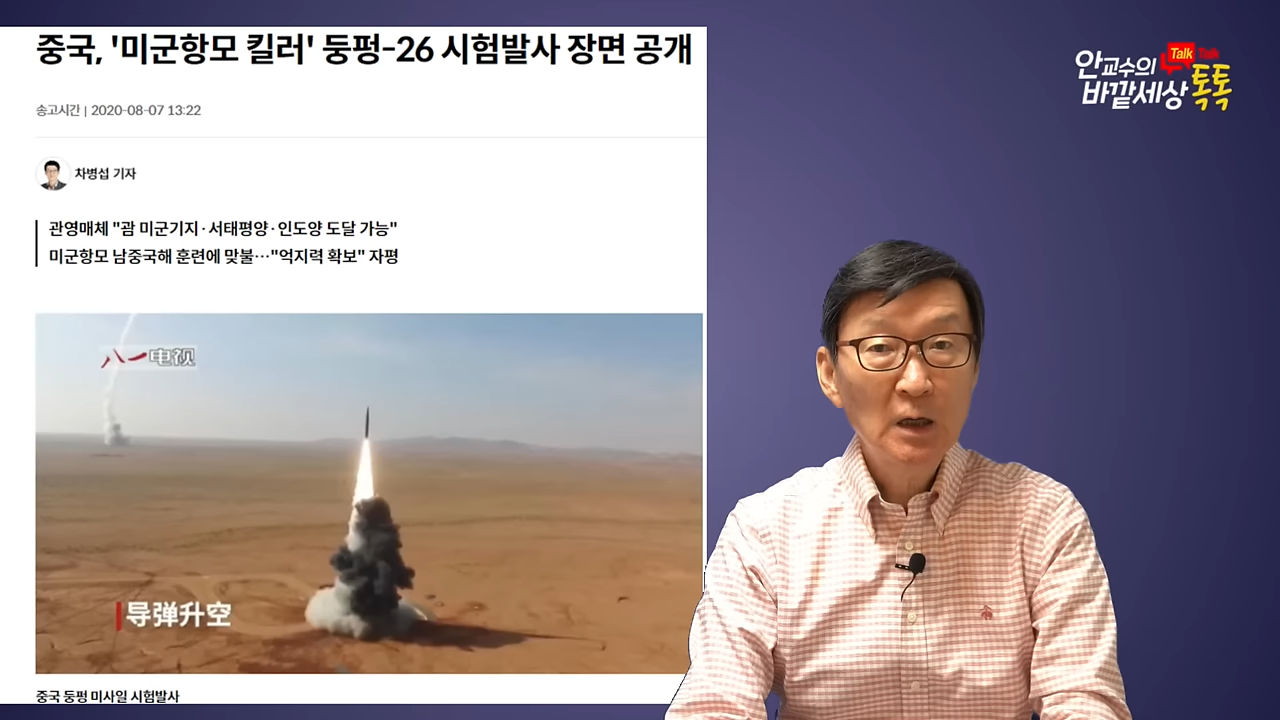 중국, '미군항모 킬러' 둥펑-26 시험발사 장면 공개
송고시간 | 2020-08-07 13:22
차병섭 기자
관영매체 "괌 미군기지·서태평양·인도양 도달 가능"
미군항모 남중국해 훈련에 맞불…"억지력 확보" 자평
八一电视
导弹升空
중국 둥펑 미사일 시험발사
Talk Talk
안교수의
바깥세상 톡톡